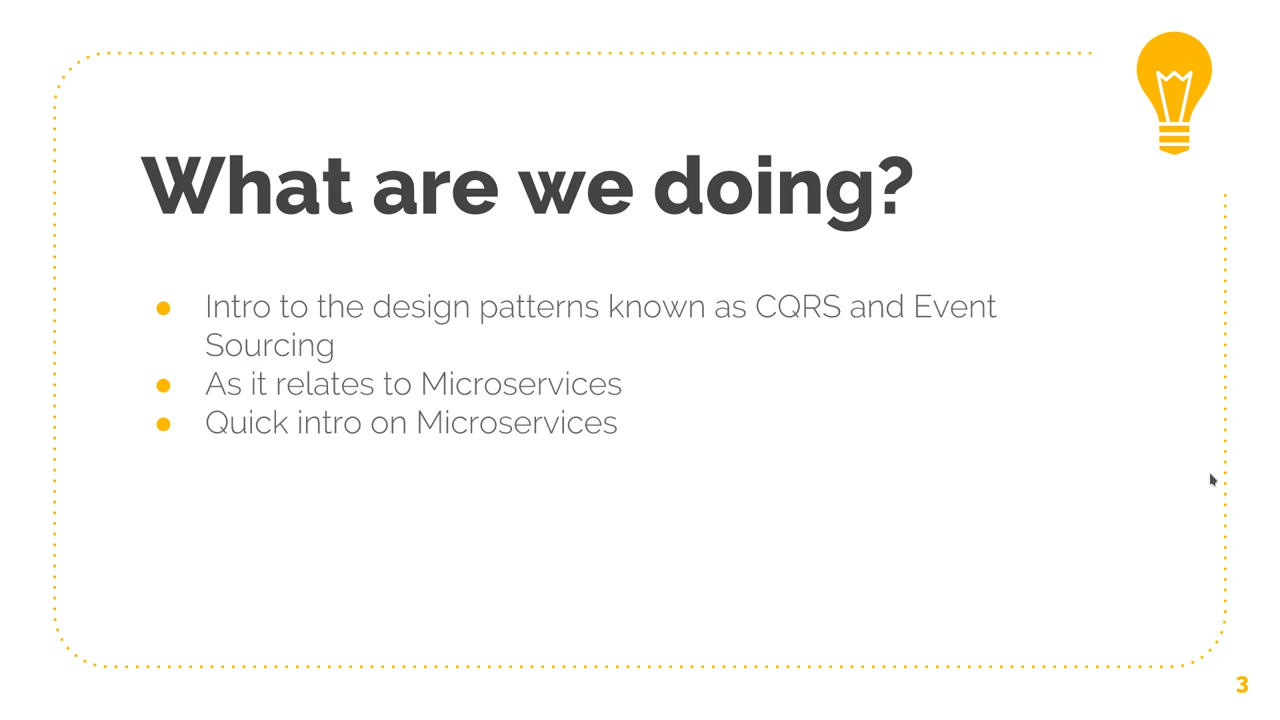 What are we doing?
● Intro to the design patterns known as CQRS and Event
Sourcing
● As it relates to Microservices
● Quick intro on Microservices
3